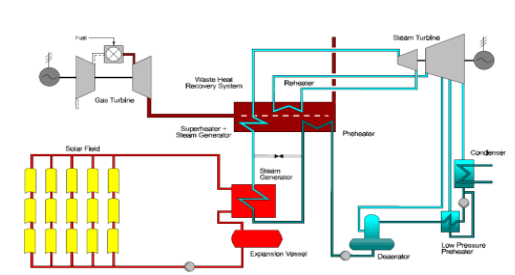 Fuel
Steam Turbine
Waste Heat
Recovery System
Reheater
Gas Turbine
Superheater -
Steam Generator
Preheater
Solar Field
Condenser
Steam
Generator
Expansion Vessel
Deaerator
Low Pressure
Preheater